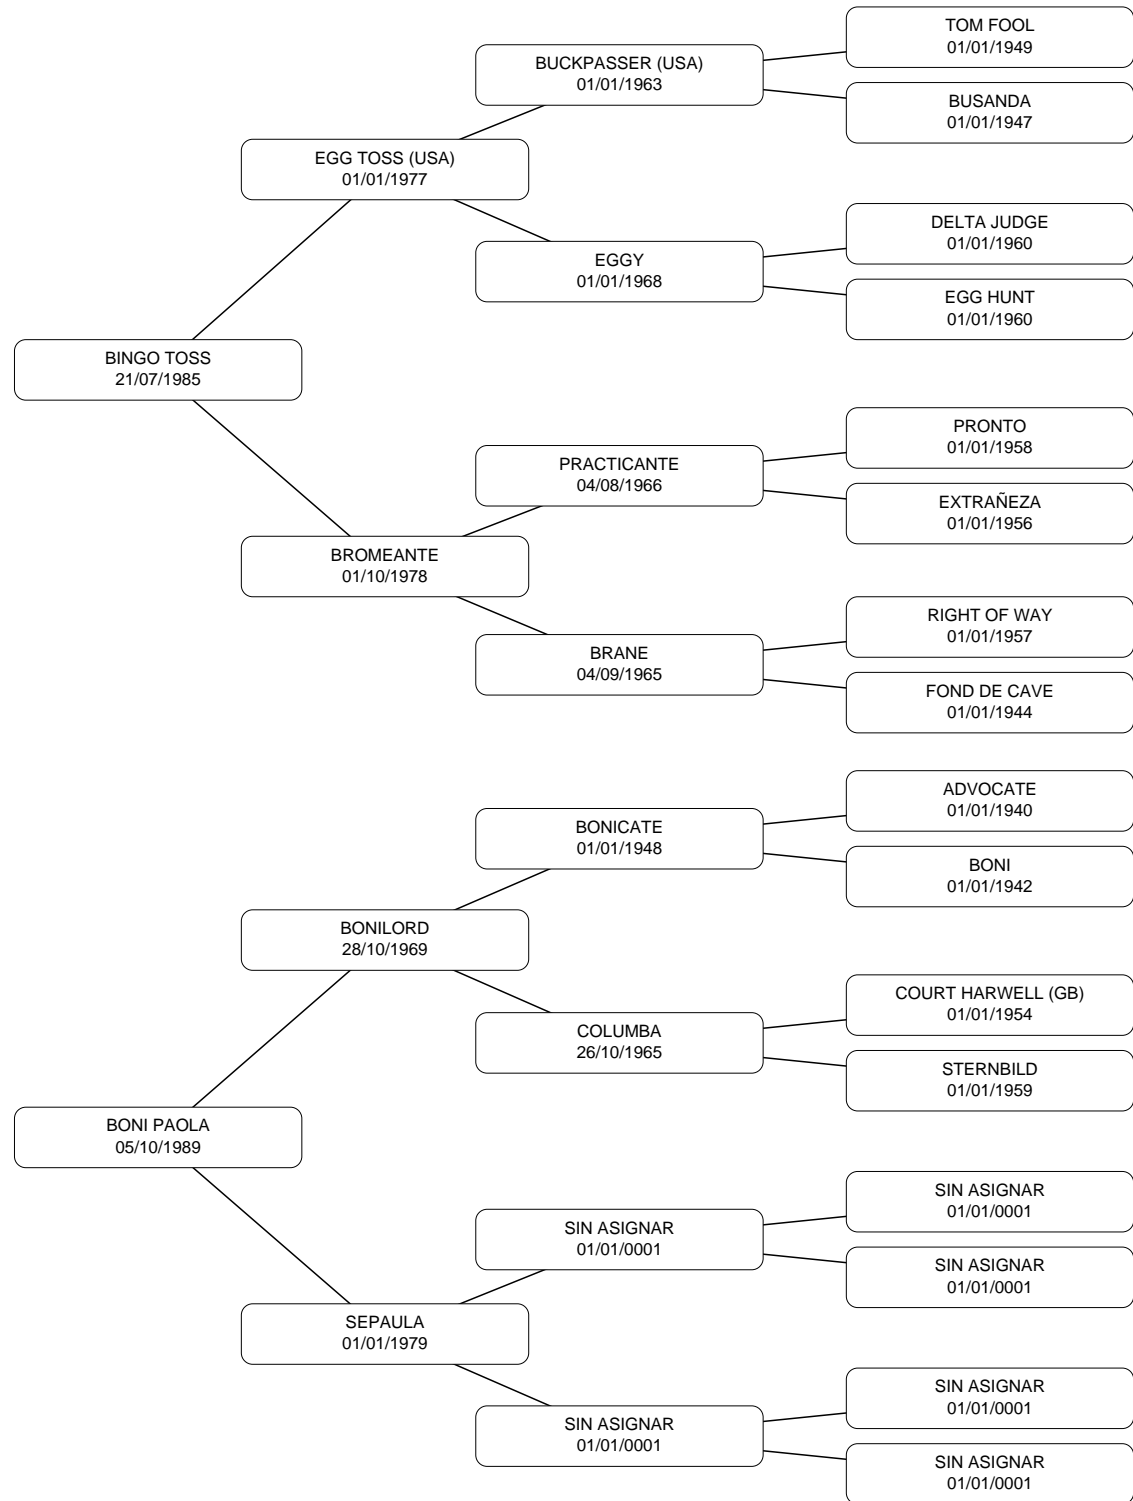 TOM FOOL
01/01/1949
BUCKPASSER (USA)
01/01/1963
BUSANDA
01/01/1947
EGG TOSS (USA)
01/01/1977
DELTA JUDGE
01/01/1960
EGGY
01/01/1968
EGG HUNT
01/01/1960
BINGO TOSS
21/07/1985
PRONTO
01/01/1958
PRACTICANTE
04/08/1966
EXTRAÑEZA
01/01/1956
BROMEANTE
01/10/1978
RIGHT OF WAY
01/01/1957
BRANE
04/09/1965
FOND DE CAVE
01/01/1944
ADVOCATE
01/01/1940
BONICATE
01/01/1948
BONI
01/01/1942
BONILORD
28/10/1969
COURT HARWELL (GB)
01/01/1954
COLUMBA
26/10/1965
STERNBILD
01/01/1959
BONI PAOLA
05/10/1989
SIN ASIGNAR
01/01/0001
SIN ASIGNAR
01/01/0001
SIN ASIGNAR
01/01/0001
SEPAULA
01/01/1979
SIN ASIGNAR
01/01/0001
SIN ASIGNAR
01/01/0001
SIN ASIGNAR
01/01/0001